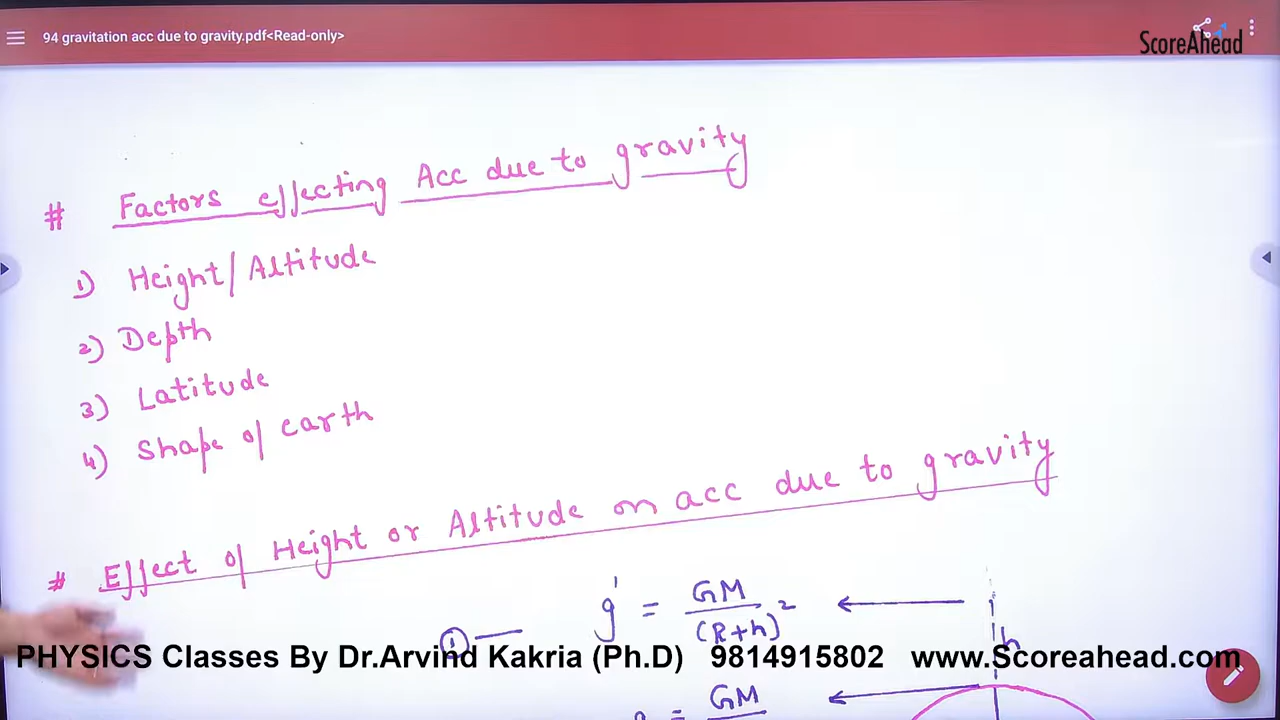 94 gravitation acc due to gravity.pdf<Read-only>
ScoreAhead
# Factors effecting Acc due to gravity
1) Height/Altitude
2) Depth
3) Latitude
4) Shape of earth
# Effect of Height or Altitude on acc due to gravity
① — g' = GM/(R+h)²
h
PHYSICS Classes By Dr.Arvind Kakria (Ph.D) 9814915802 www.Scoreahead.com
= GM